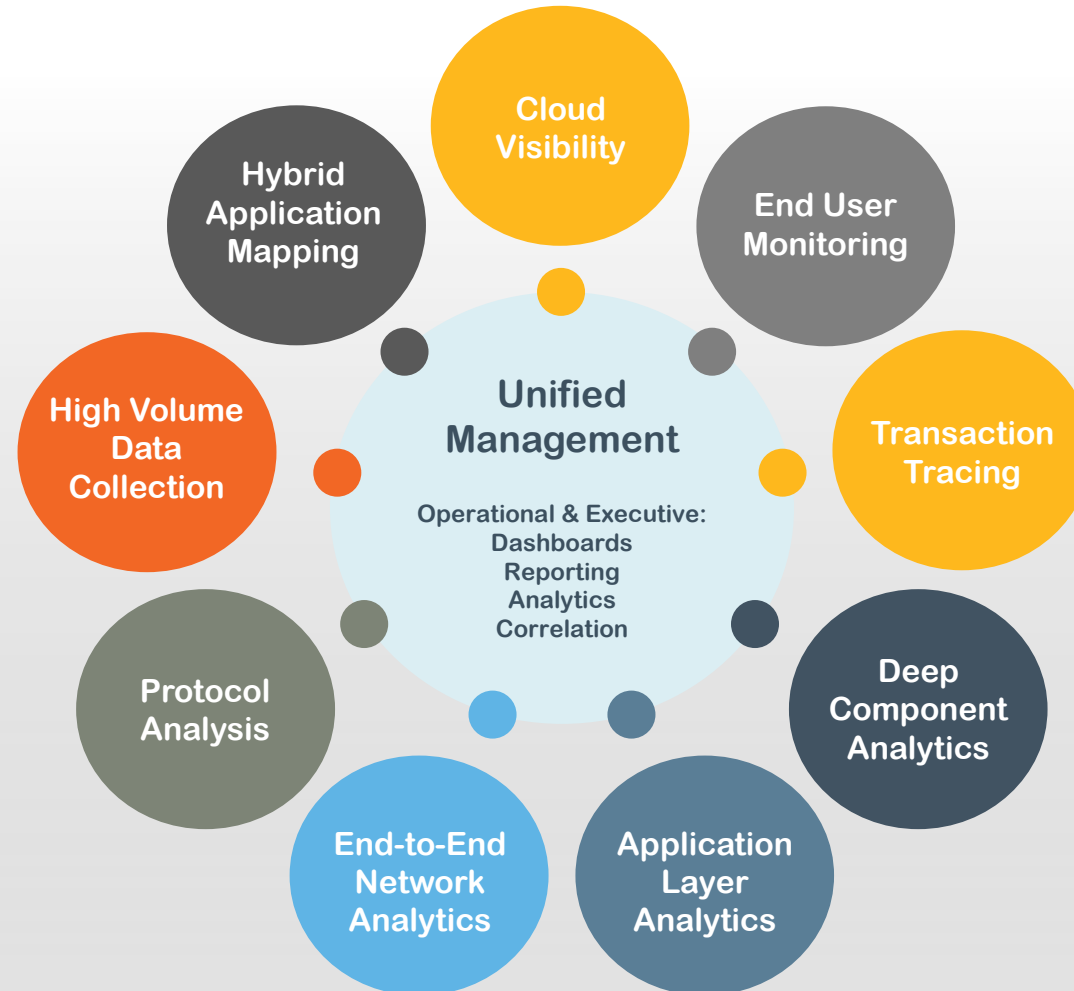 Cloud
Visibility
Hybrid
Application
Mapping
End User
Monitoring
High Volume
Data
Collection
Unified
Management
Operational & Executive:
Dashboards
Reporting
Analytics
Correlation
Transaction
Tracing
Protocol
Analysis
Deep
Component
Analytics
End-to-End
Network
Analytics
Application
Layer
Analytics